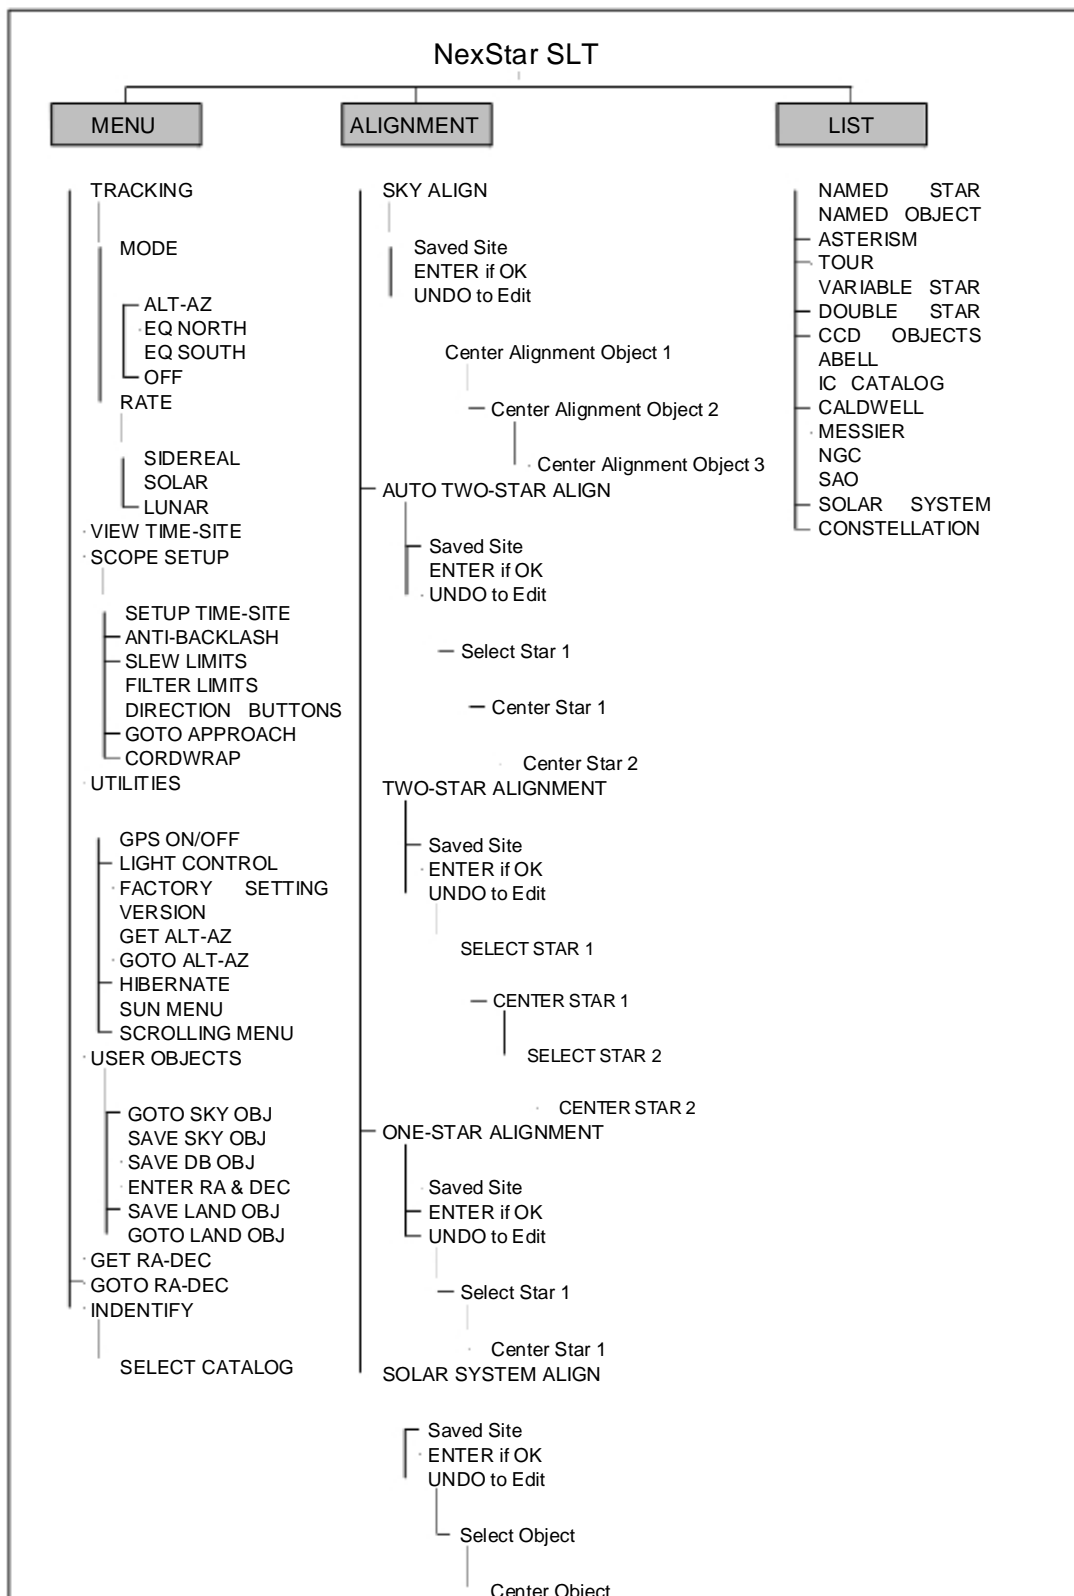 NexStar SLT
MENU
ALIGNMENT
LIST
TRACKING
MODE
ALT-AZ
EQ NORTH
EQ SOUTH
OFF
RATE
SIDEREAL
SOLAR
LUNAR
VIEW TIME-SITE
SCOPE SETUP
SETUP TIME-SITE
ANTI-BACKLASH
SLEW LIMITS
FILTER LIMITS
DIRECTION BUTTONS
GOTO APPROACH
CORDWRAP
UTILITIES
GPS ON/OFF
LIGHT CONTROL
FACTORY SETTING
VERSION
GET ALT-AZ
GOTO ALT-AZ
HIBERNATE
SUN MENU
SCROLLING MENU
USER OBJECTS
GOTO SKY OBJ
SAVE SKY OBJ
SAVE DB OBJ
ENTER RA & DEC
SAVE LAND OBJ
GOTO LAND OBJ
GET RA-DEC
GOTO RA-DEC
INDENTIFY
SELECT CATALOG
SKY ALIGN
Saved Site
ENTER if OK
UNDO to Edit
Center Alignment Object 1
Center Alignment Object 2
Center Alignment Object 3
AUTO TWO-STAR ALIGN
Saved Site
ENTER if OK
UNDO to Edit
Select Star 1
Center Star 1
Center Star 2
TWO-STAR ALIGNMENT
Saved Site
ENTER if OK
UNDO to Edit
SELECT STAR 1
CENTER STAR 1
SELECT STAR 2
CENTER STAR 2
ONE-STAR ALIGNMENT
Saved Site
ENTER if OK
UNDO to Edit
Select Star 1
Center Star 1
SOLAR SYSTEM ALIGN
Saved Site
ENTER if OK
UNDO to Edit
Select Object
Center Object
NAMED STAR
NAMED OBJECT
ASTERISM
TOUR
VARIABLE STAR
DOUBLE STAR
CCD OBJECTS
ABELL
IC CATALOG
CALDWELL
MESSIER
NGC
SAO
SOLAR SYSTEM
CONSTELLATION